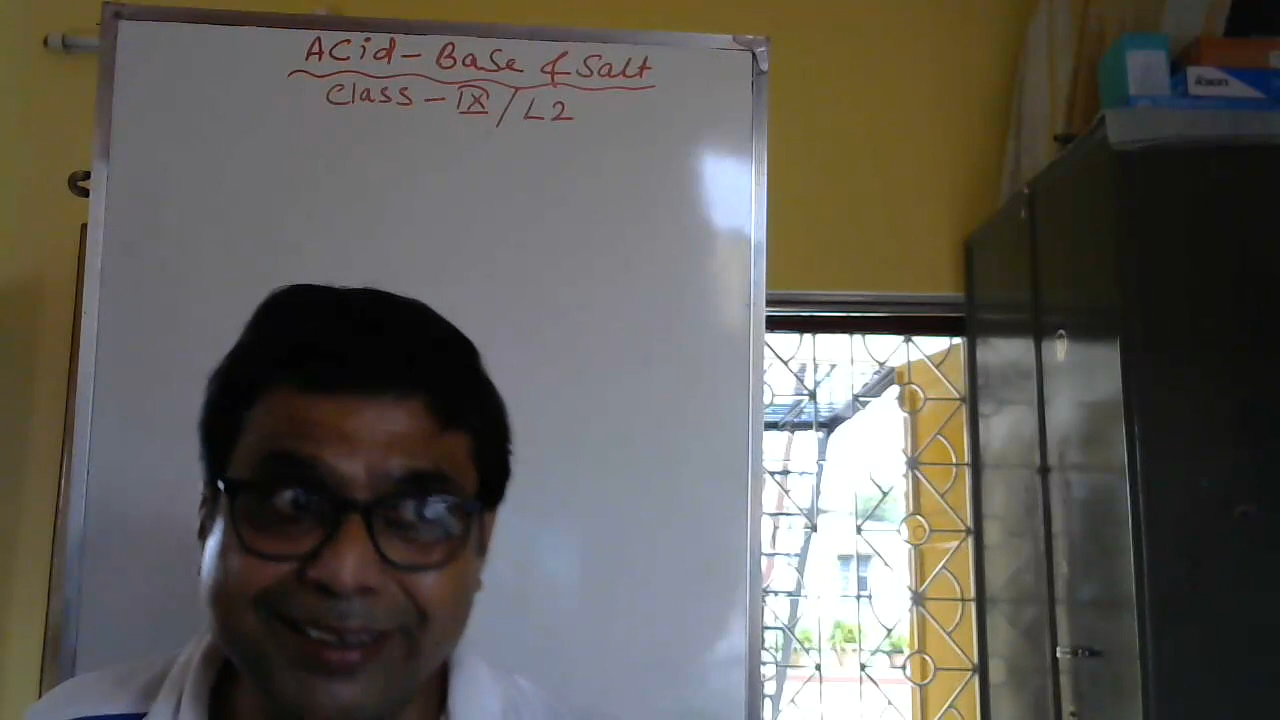 Acid - Base & Salt
Class - IX / L2